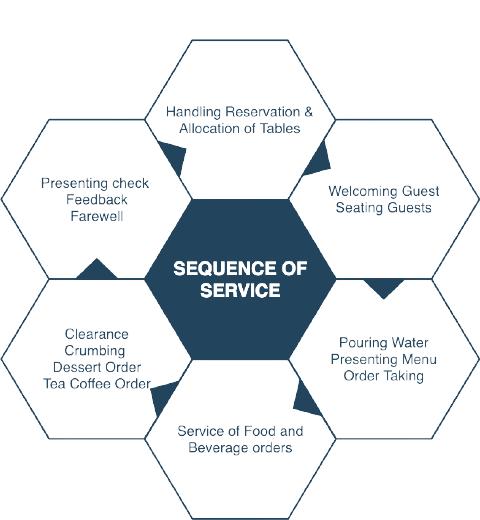 Handling Reservation &
Allocation of Tables
Welcoming Guest
Seating Guests
Pouring Water
Presenting Menu
Order Taking
Service of Food and
Beverage orders
Clearance
Crumbing
Dessert Order
Tea Coffee Order
Presenting check
Feedback
Farewell
SEQUENCE OF
SERVICE